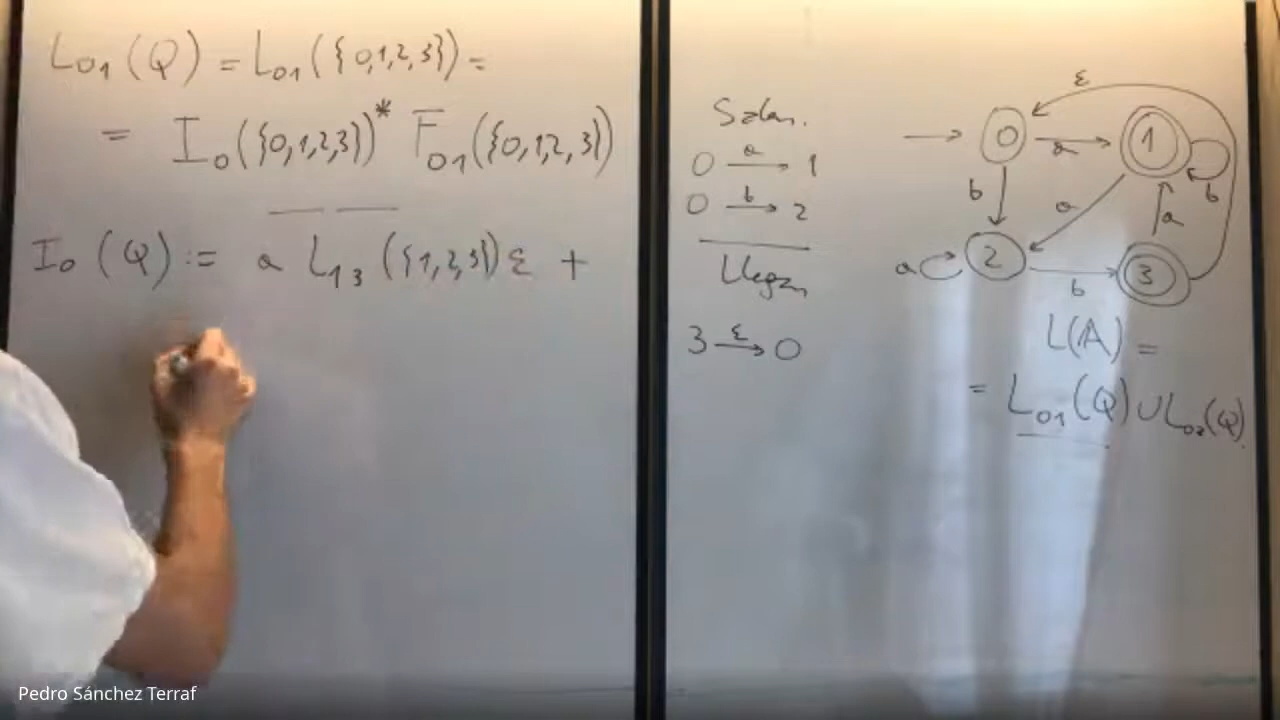 L₀₁(Q) = L₀₁({0,1,2,3}) =
= I₀({0,1,2,3})* F₀₁({0,1,2,3})
I₀(Q) := a L₁₃({1,2,3})ε +
Salen.
0 a→ 1
0 b→ 2
Llegan
3 ε→ 0
ε
0
a
1
b
b
a
a
a
2
b
3
L(A) =
= L₀₁(Q) ∪ L₀₃(Q)
Pedro Sánchez Terraf